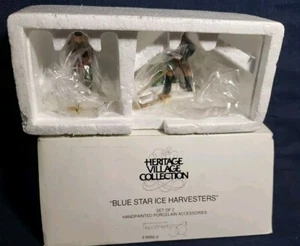 HERITAGE
VILLAGE
COLLECTION
"BLUE STAR ICE HARVESTERS"
SET OF 2
HANDPAINTED PORCELAIN ACCESSORIES